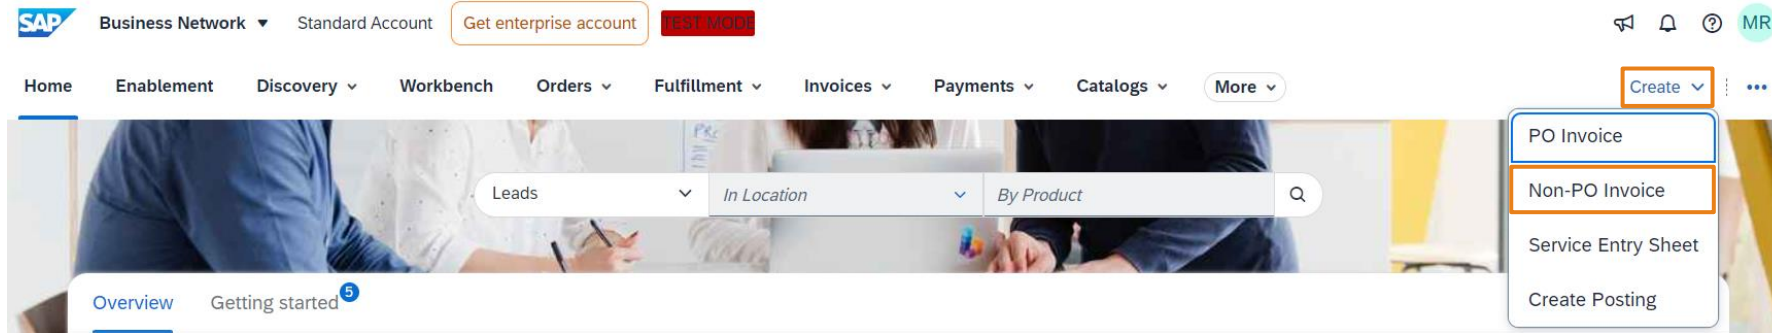 SAP Business Network Standard Account Get enterprise account TEST MODE MR
Home Enablement Discovery Workbench Orders Fulfillment Invoices Payments Catalogs More Create
PO Invoice
Leads In Location By Product
Non-PO Invoice
Service Entry Sheet
Overview Getting started 5
Create Posting